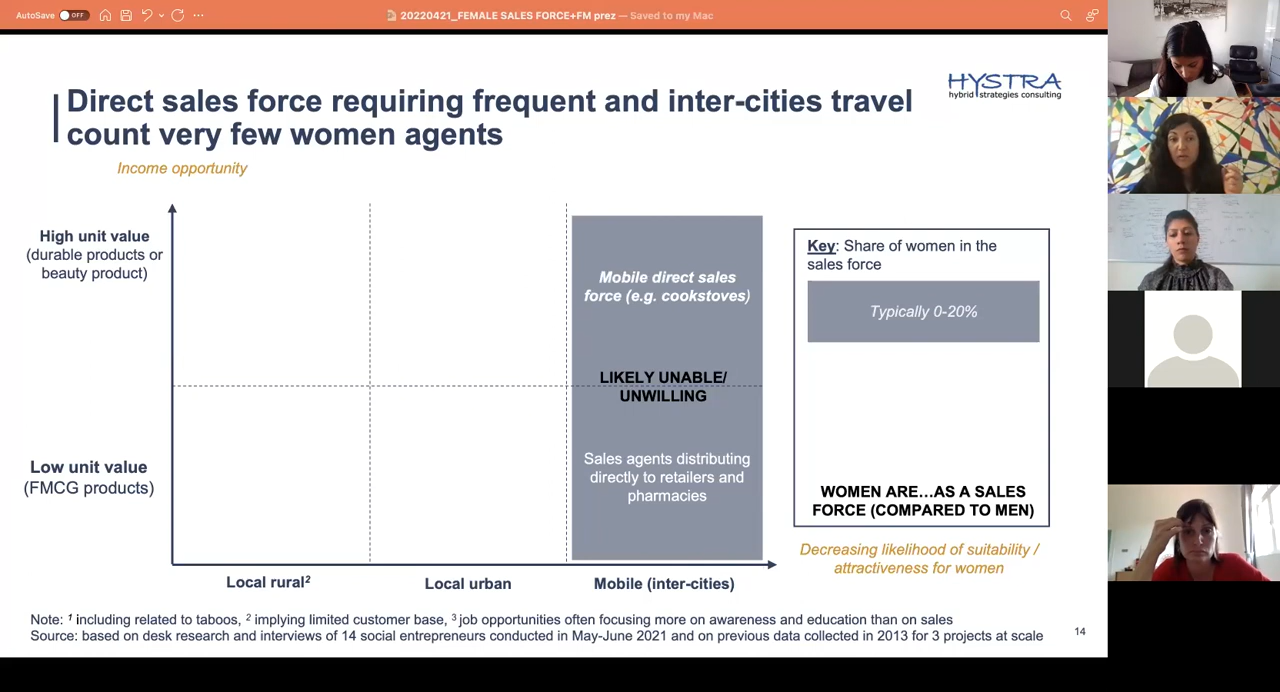 AutoSave OFF
20220421_FEMALE SALES FORCE+FM prez — Saved to my Mac
HYSTRA
hybrid strategies consulting
Direct sales force requiring frequent and inter-cities travel
count very few women agents
Income opportunity
High unit value
(durable products or
beauty product)
Low unit value
(FMCG products)
Mobile direct sales
force (e.g. cookstoves)
LIKELY UNABLE/
UNWILLING
Sales agents distributing
directly to retailers and
pharmacies
Local rural²
Local urban
Mobile (inter-cities)
Key: Share of women in the
sales force
Typically 0-20%
WOMEN ARE…AS A SALES
FORCE (COMPARED TO MEN)
Decreasing likelihood of suitability /
attractiveness for women
Note: ¹ including related to taboos, ² implying limited customer base, ³ job opportunities often focusing more on awareness and education than on sales
Source: based on desk research and interviews of 14 social entrepreneurs conducted in May-June 2021 and on previous data collected in 2013 for 3 projects at scale
14